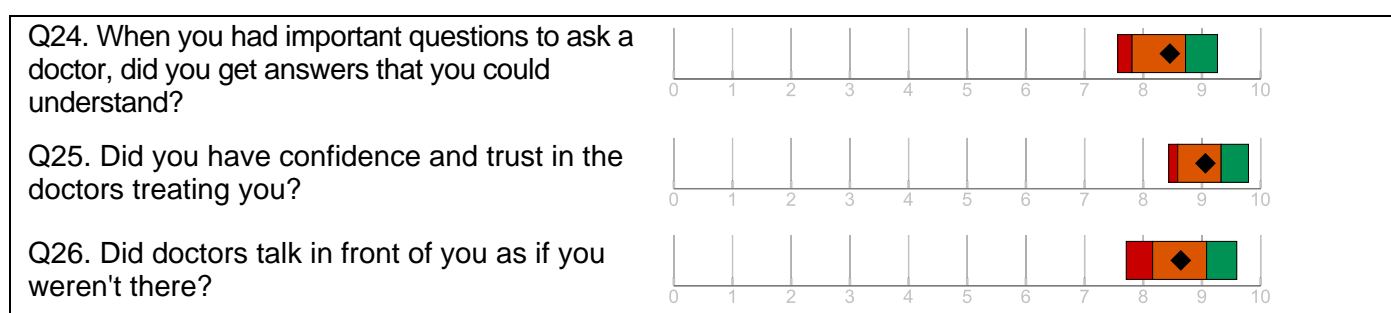 Q24. When you had important questions to ask a
doctor, did you get answers that you could
understand?
0 1 2 3 4 5 6 7 8 9 10
Q25. Did you have confidence and trust in the
doctors treating you?
0 1 2 3 4 5 6 7 8 9 10
Q26. Did doctors talk in front of you as if you
weren't there?
0 1 2 3 4 5 6 7 8 9 10